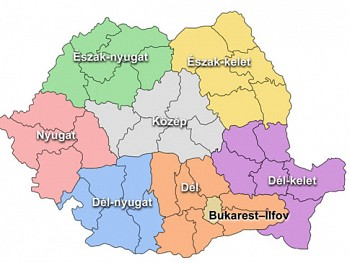 Észak-nyugat
Észak-kelet
Nyugat
Közép
Dél-nyugat
Dél
Dél-kelet
Bukarest–Ilfov